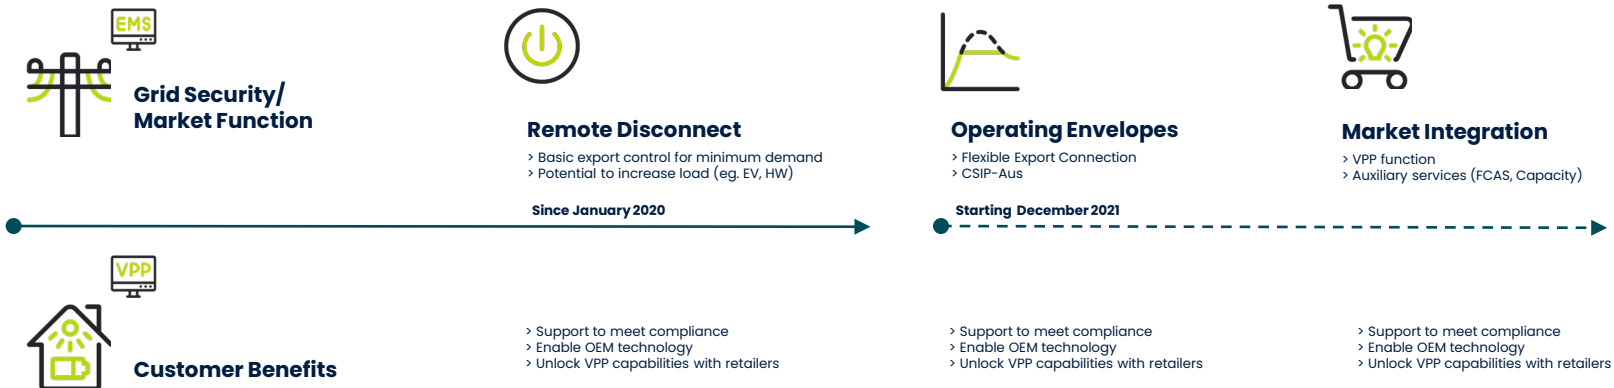 EMS
Grid Security/
Market Function
Remote Disconnect
> Basic export control for minimum demand
> Potential to increase load (eg. EV, HW)
Since January 2020
Operating Envelopes
> Flexible Export Connection
> CSIP-Aus
Starting December 2021
Market Integration
> VPP function
> Auxiliary services (FCAS, Capacity)
VPP
Customer Benefits
> Support to meet compliance
> Enable OEM technology
> Unlock VPP capabilities with retailers
> Support to meet compliance
> Enable OEM technology
> Unlock VPP capabilities with retailers
> Support to meet compliance
> Enable OEM technology
> Unlock VPP capabilities with retailers